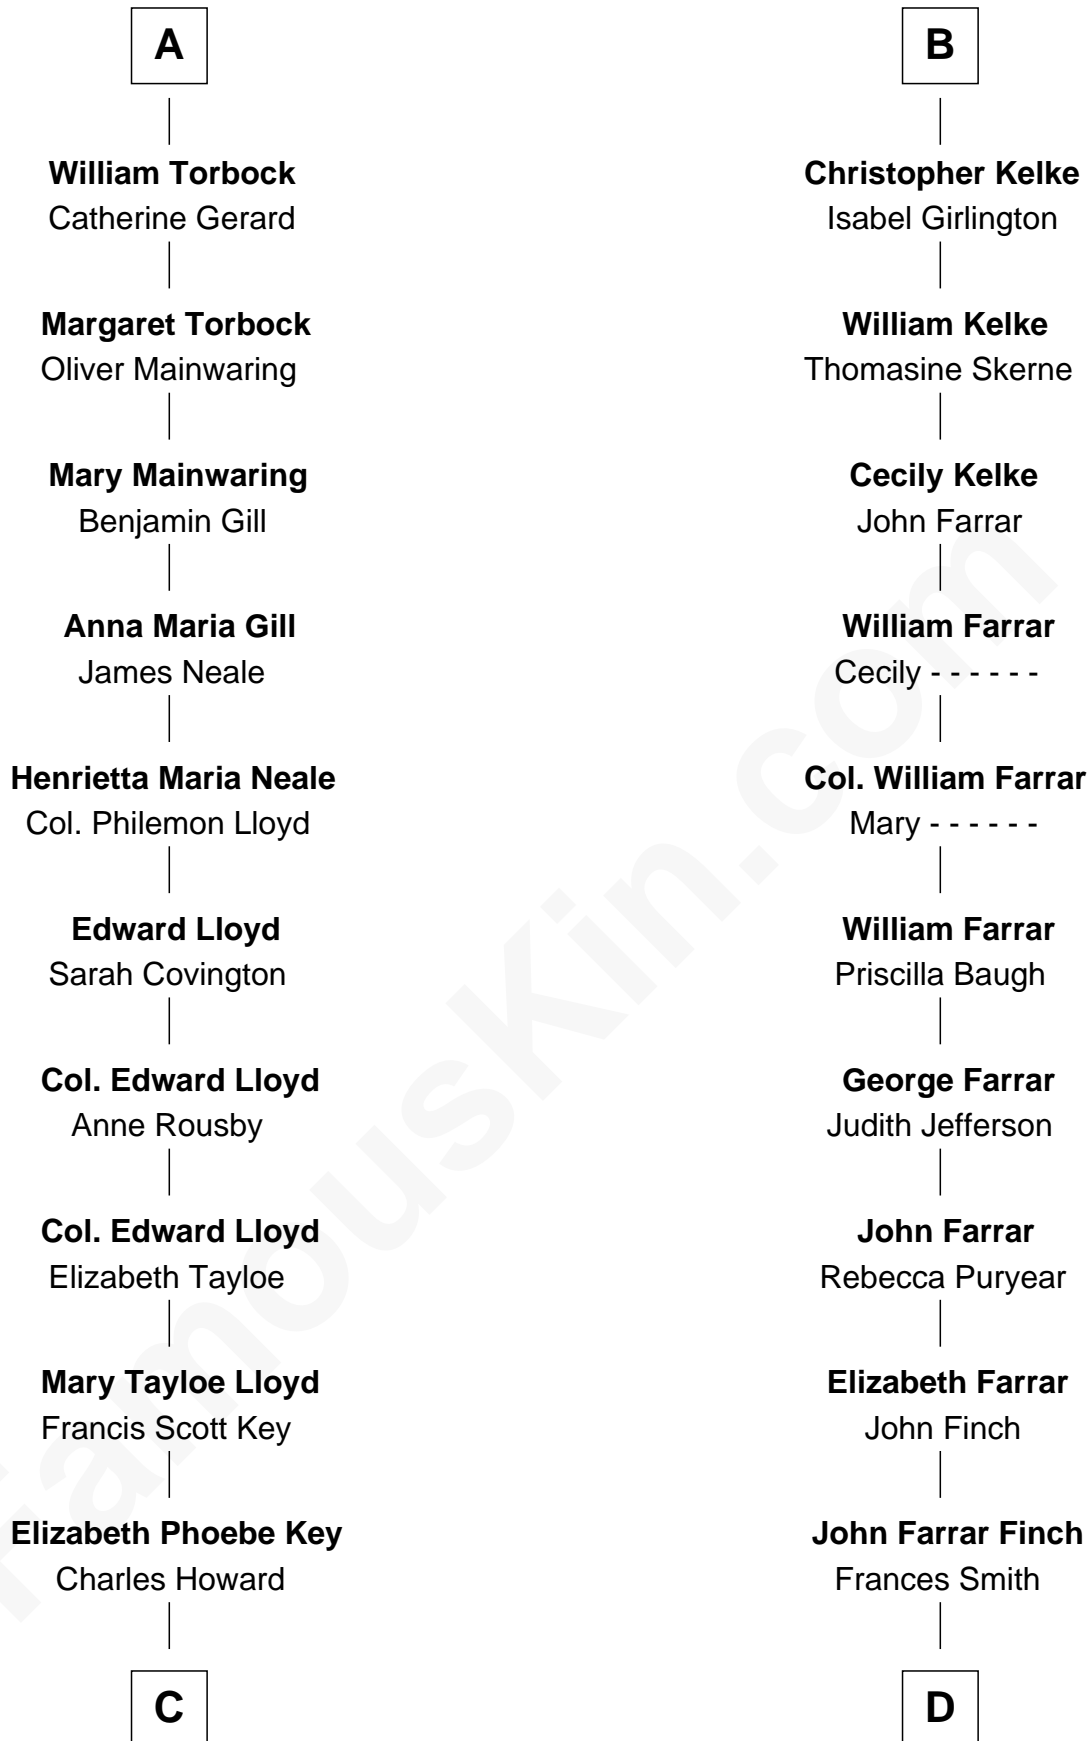 A
William Torbock
Catherine Gerard
Margaret Torbock
Oliver Mainwaring
Mary Mainwaring
Benjamin Gill
Anna Maria Gill
James Neale
Henrietta Maria Neale
Col. Philemon Lloyd
Edward Lloyd
Sarah Covington
Col. Edward Lloyd
Anne Rousby
Col. Edward Lloyd
Elizabeth Tayloe
Mary Tayloe Lloyd
Francis Scott Key
Elizabeth Phoebe Key
Charles Howard
C
B
Christopher Kelke
Isabel Girlington
William Kelke
Thomasine Skerne
Cecily Kelke
John Farrar
William Farrar
Cecily - - - - - -
Col. William Farrar
Mary - - - - - -
William Farrar
Priscilla Baugh
George Farrar
Judith Jefferson
John Farrar
Rebecca Puryear
Elizabeth Farrar
John Finch
John Farrar Finch
Frances Smith
D
FamousKin.com